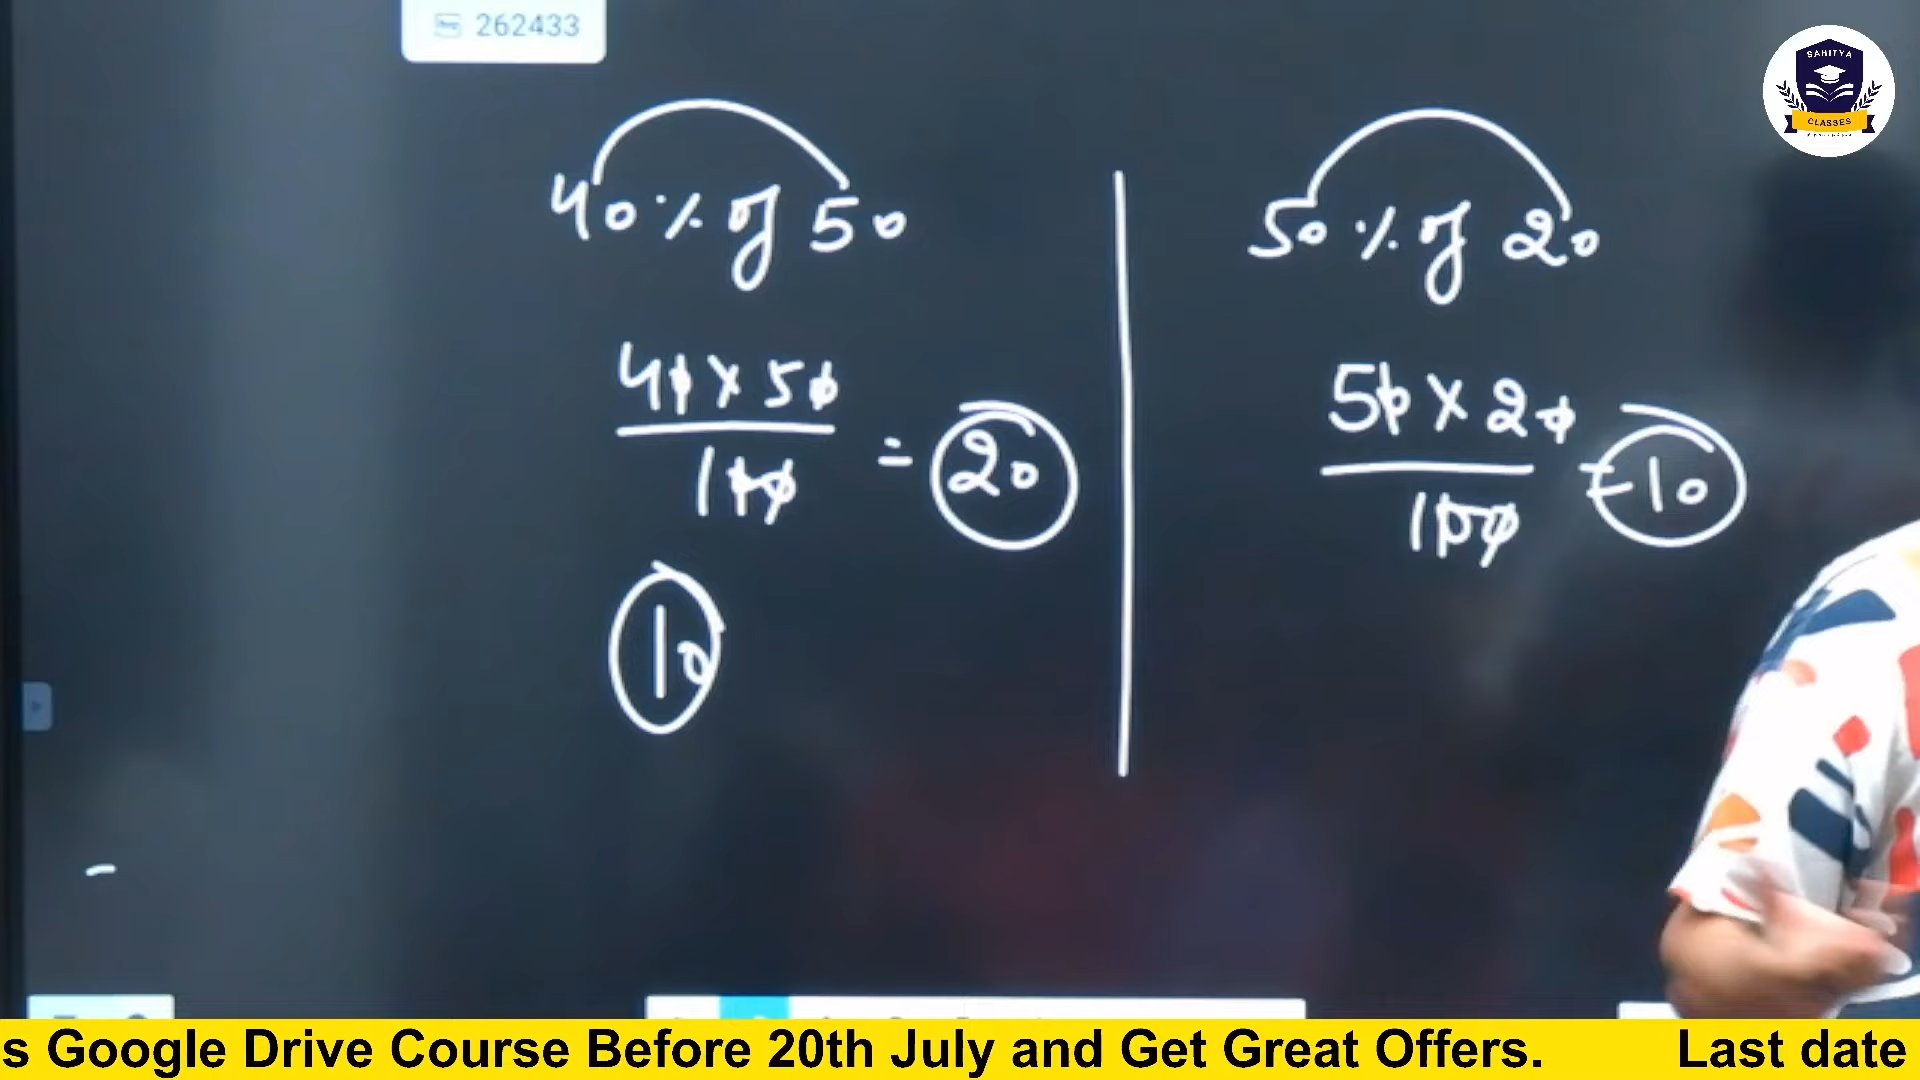 262433
SAHITYA
CLASSES
40% of 50
40 x 50
100
= 20
10
50% of 20
50 x 20
100
= 10
s Google Drive Course Before 20th July and Get Great Offers. Last date